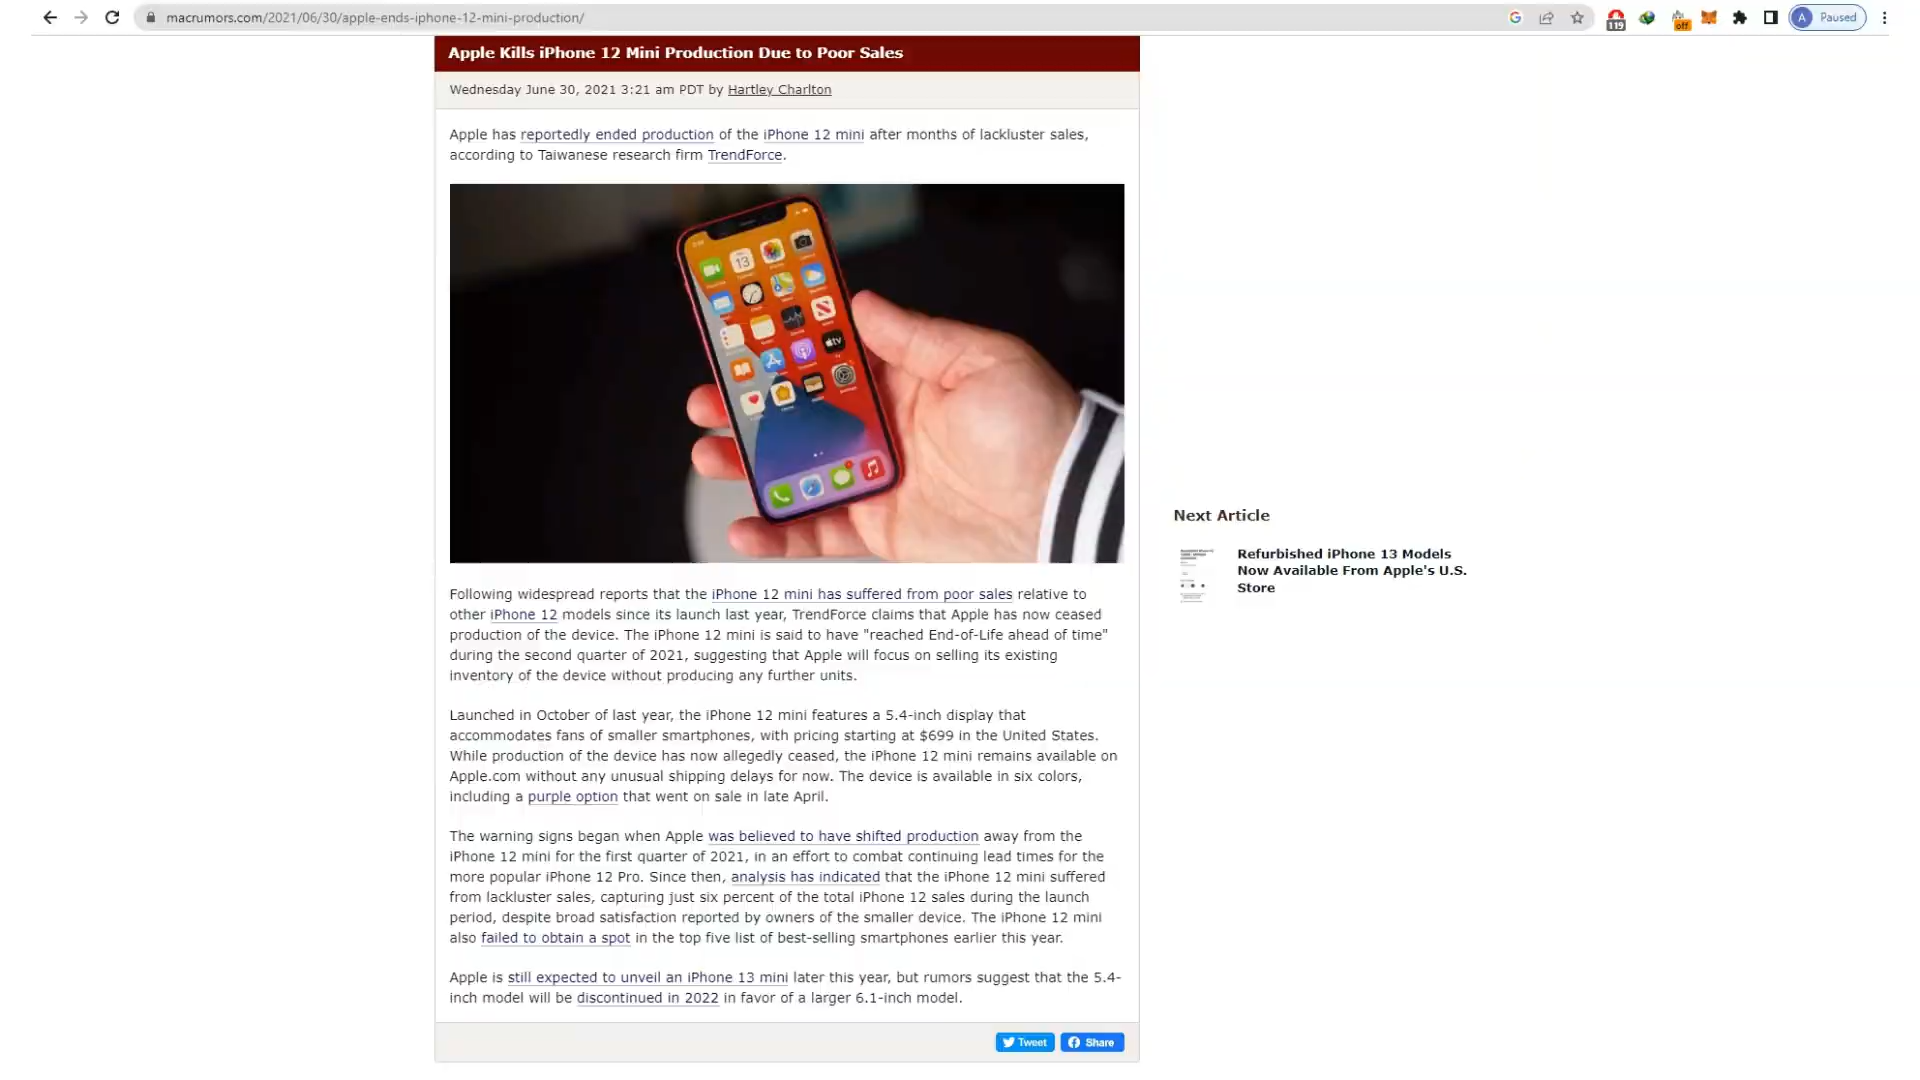 macrumors.com/2021/06/30/apple-ends-iphone-12-mini-production/
119
off
A
Paused
Apple Kills iPhone 12 Mini Production Due to Poor Sales
Wednesday June 30, 2021 3:21 am PDT by Hartley Charlton
Apple has reportedly ended production of the iPhone 12 mini after months of lackluster sales,
according to Taiwanese research firm TrendForce.
13
tv
Next Article
Refurbished iPhone 13 Models
Now Available From Apple's U.S.
Store
Following widespread reports that the iPhone 12 mini has suffered from poor sales relative to
other iPhone 12 models since its launch last year, TrendForce claims that Apple has now ceased
production of the device. The iPhone 12 mini is said to have "reached End-of-Life ahead of time"
during the second quarter of 2021, suggesting that Apple will focus on selling its existing
inventory of the device without producing any further units.
Launched in October of last year, the iPhone 12 mini features a 5.4-inch display that
accommodates fans of smaller smartphones, with pricing starting at $699 in the United States.
While production of the device has now allegedly ceased, the iPhone 12 mini remains available on
Apple.com without any unusual shipping delays for now. The device is available in six colors,
including a purple option that went on sale in late April.
The warning signs began when Apple was believed to have shifted production away from the
iPhone 12 mini for the first quarter of 2021, in an effort to combat continuing lead times for the
more popular iPhone 12 Pro. Since then, analysis has indicated that the iPhone 12 mini suffered
from lackluster sales, capturing just six percent of the total iPhone 12 sales during the launch
period, despite broad satisfaction reported by owners of the smaller device. The iPhone 12 mini
also failed to obtain a spot in the top five list of best-selling smartphones earlier this year.
Apple is still expected to unveil an iPhone 13 mini later this year, but rumors suggest that the 5.4-
inch model will be discontinued in 2022 in favor of a larger 6.1-inch model.
Tweet
Share